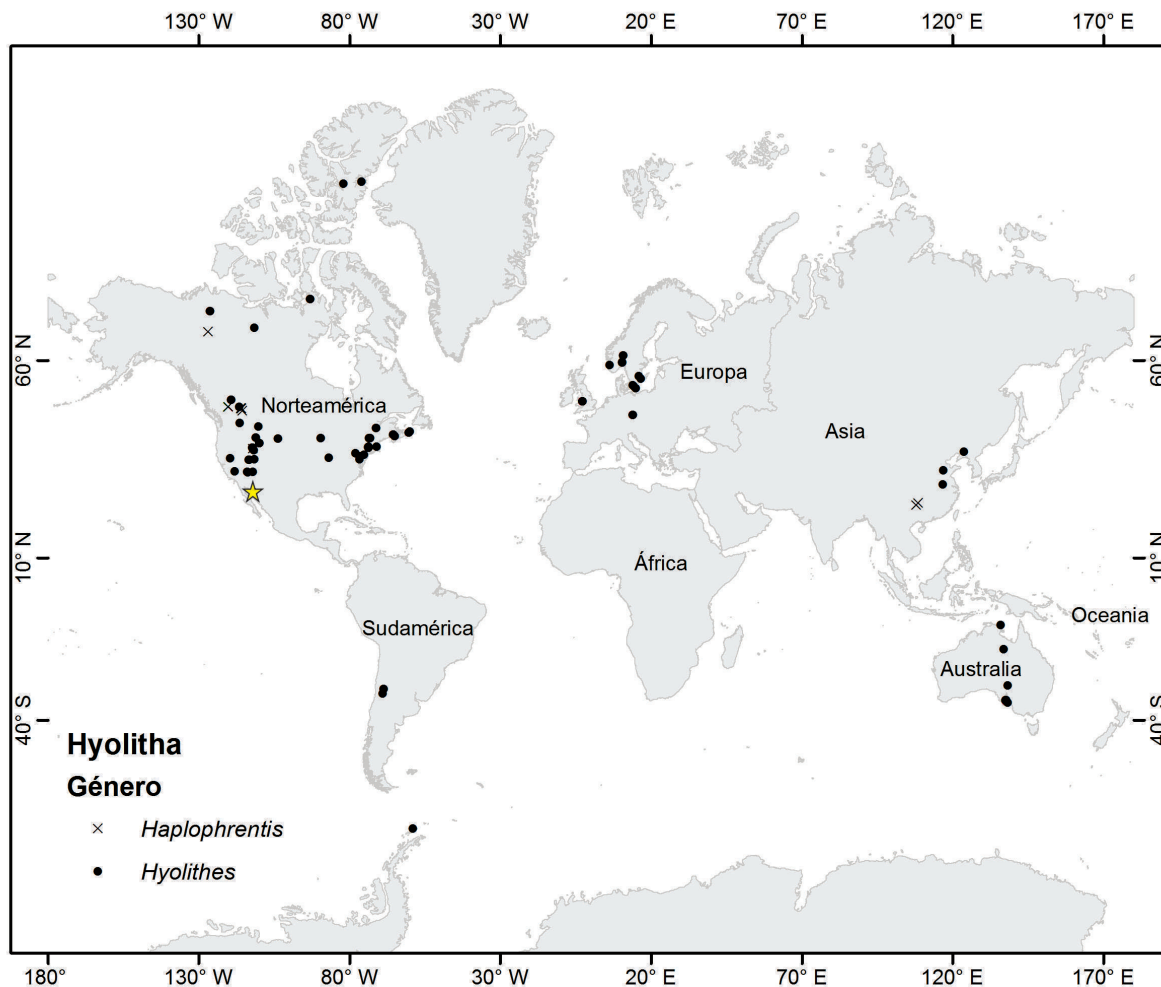 130° W 80° W 30° W 20° E 70° E 120° E 170° E
60° N 60° N
Norteamérica
Europa
Asia
10° N 10° N
África
Sudamérica
Oceania
Australia
40° S 40° S
Hyolitha
Género
Haplophrentis
Hyolithes
180° 130° W 80° W 30° W 20° E 70° E 120° E 170° E